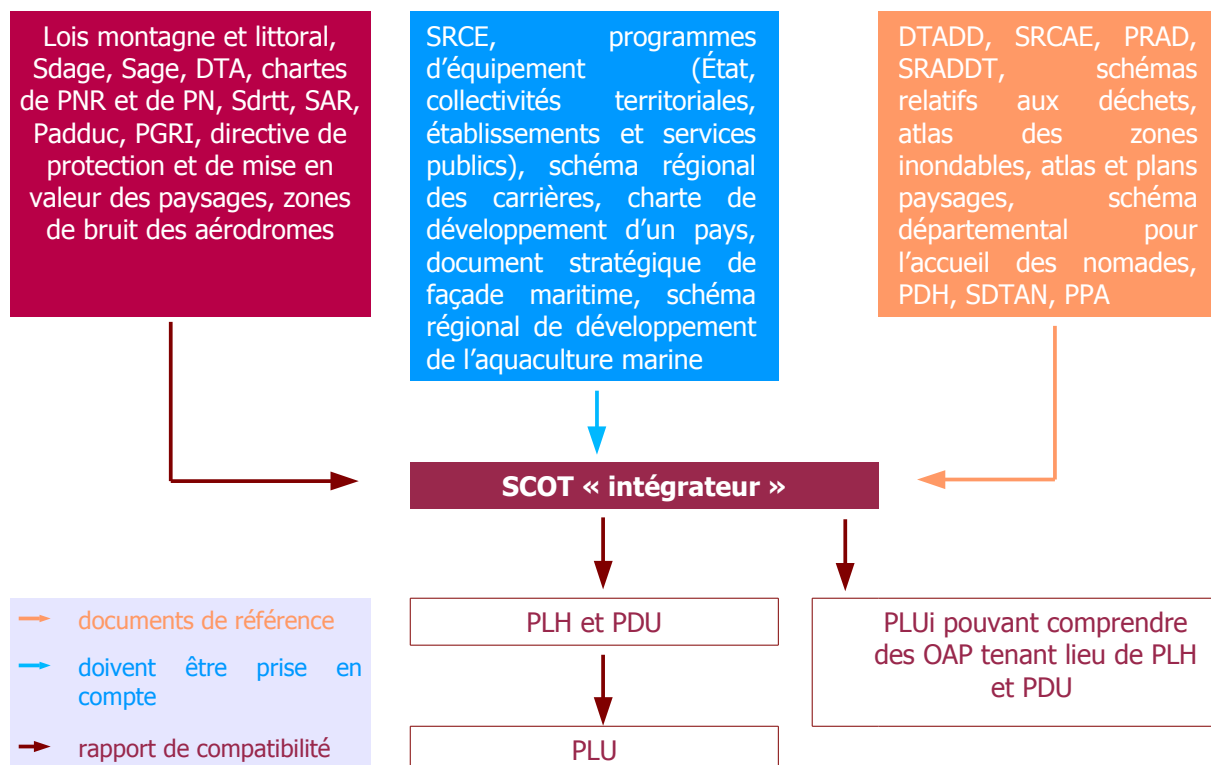 Lois montagne et littoral,
Sdage, Sage, DTA, chartes
de PNR et de PN, Sdrtt, SAR,
Padduc, PGRI, directive de
protection et de mise en
valeur des paysages, zones
de bruit des aérodromes
SRCE, programmes
d’équipement (État,
collectivités territoriales,
établissements et services
publics), schéma régional
des carrières, charte de
développement d’un pays,
document stratégique de
façade maritime, schéma
régional de développement
de l’aquaculture marine
DTADD, SRCAE, PRAD,
SRADDT, schémas
relatifs aux déchets,
atlas des zones
inondables, atlas et plans
paysages, schéma
départemental pour
l’accueil des nomades,
PDH, SDTAN, PPA
SCOT « intégrateur »
PLH et PDU
PLUi pouvant comprendre
des OAP tenant lieu de PLH
et PDU
PLU
documents de référence
doivent être prise en
compte
rapport de compatibilité